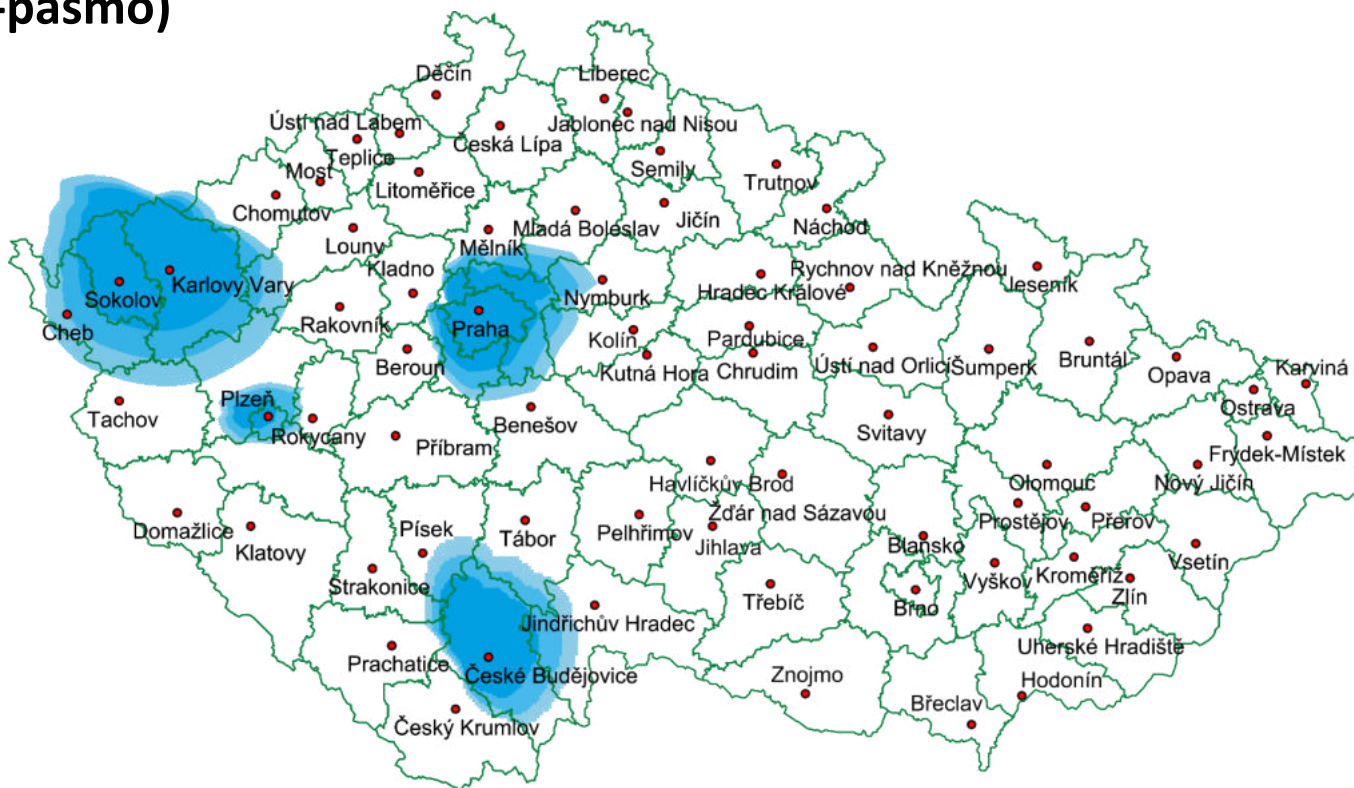 -pásmo)
Děčín
Liberec
Ústí nad Labem
Jablonec nad Nisou
Česká Lípa
Teplice
Most
Semily
Litoměřice
Trutnov
Chomutov
Mladá Boleslav
Jičín
Náchod
Louny
Mělník
Kladno
Rychnov nad Kněžnou
Jeseník
Karlovy Vary
Sokolov
Nymburk
Hradec Králové
Cheb
Rakovník
Praha
Kolín
Pardubice
Beroun
Kutná Hora
Chrudim
Ústí nad Orlicí
Šumperk
Bruntál
Opava
Karviná
Plzeň
Ostrava
Tachov
Rokycany
Benešov
Svitavy
Příbram
Frýdek-Místek
Havlíčkův Brod
Olomouc
Nový Jičín
Žďár nad Sázavou
Prostějov
Přerov
Domažlice
Písek
Tábor
Pelhřimov
Jihlava
Blansko
Klatovy
Vsetín
Strakonice
Vyškov
Kroměříž
Zlín
Třebíč
Brno
Jindřichův Hradec
Uherské Hradiště
Prachatice
České Budějovice
Znojmo
Hodonín
Břeclav
Český Krumlov